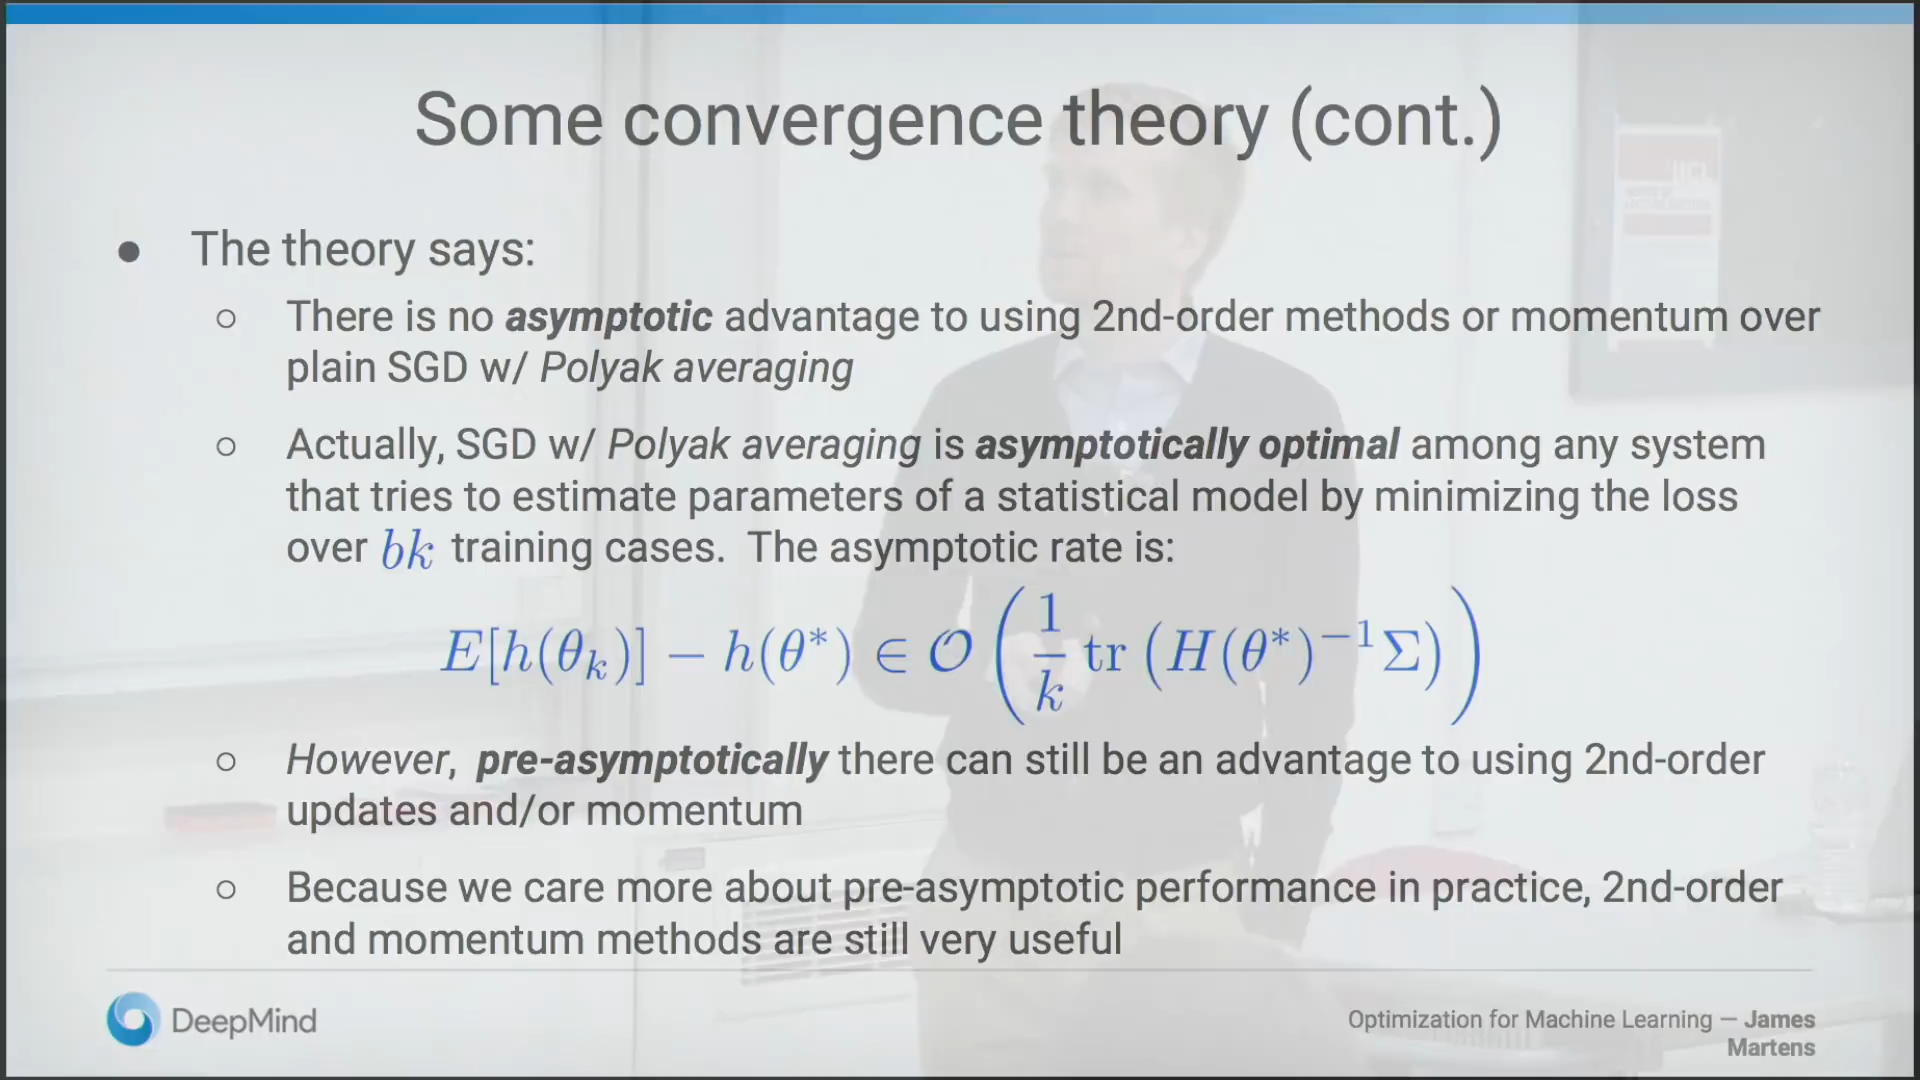 Some convergence theory (cont.)
● The theory says:
○ There is no asymptotic advantage to using 2nd-order methods or momentum over
plain SGD w/ Polyak averaging
○ Actually, SGD w/ Polyak averaging is asymptotically optimal among any system
that tries to estimate parameters of a statistical model by minimizing the loss
over bk training cases. The asymptotic rate is:
E[h(θ_k)] − h(θ*) ∈ O(1/k tr(H(θ*)⁻¹Σ))
○ However, pre-asymptotically there can still be an advantage to using 2nd-order
updates and/or momentum
○ Because we care more about pre-asymptotic performance in practice, 2nd-order
and momentum methods are still very useful
DeepMind
Optimization for Machine Learning — James
Martens
UCL